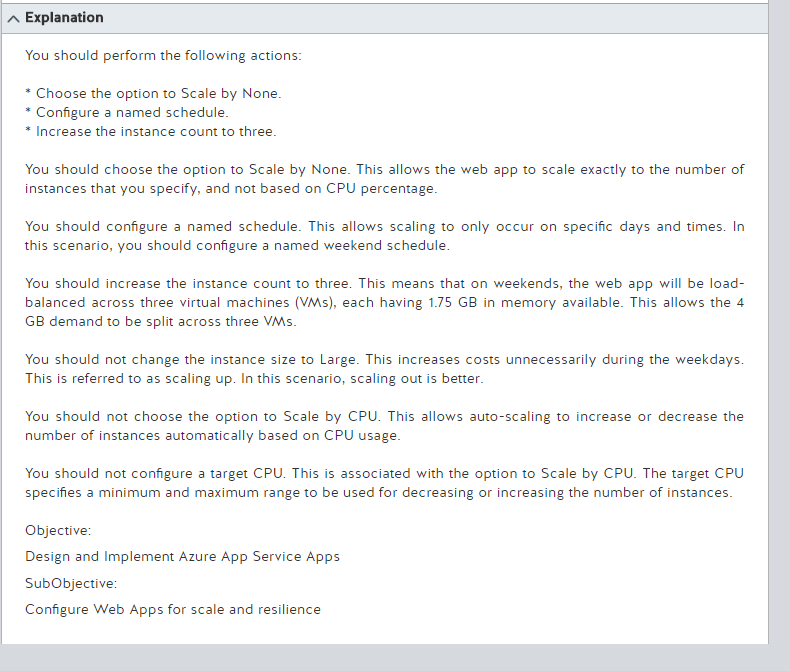 Explanation
You should perform the following actions:
* Choose the option to Scale by None.
* Configure a named schedule.
* Increase the instance count to three.
You should choose the option to Scale by None. This allows the web app to scale exactly to the number of
instances that you specify, and not based on CPU percentage.
You should configure a named schedule. This allows scaling to only occur on specific days and times. In
this scenario, you should configure a named weekend schedule.
You should increase the instance count to three. This means that on weekends, the web app will be load-
balanced across three virtual machines (VMs), each having 1.75 GB in memory available. This allows the 4
GB demand to be split across three VMs.
You should not change the instance size to Large. This increases costs unnecessarily during the weekdays.
This is referred to as scaling up. In this scenario, scaling out is better.
You should not choose the option to Scale by CPU. This allows auto-scaling to increase or decrease the
number of instances automatically based on CPU usage.
You should not configure a target CPU. This is associated with the option to Scale by CPU. The target CPU
specifies a minimum and maximum range to be used for decreasing or increasing the number of instances.
Objective:
Design and Implement Azure App Service Apps
SubObjective:
Configure Web Apps for scale and resilience